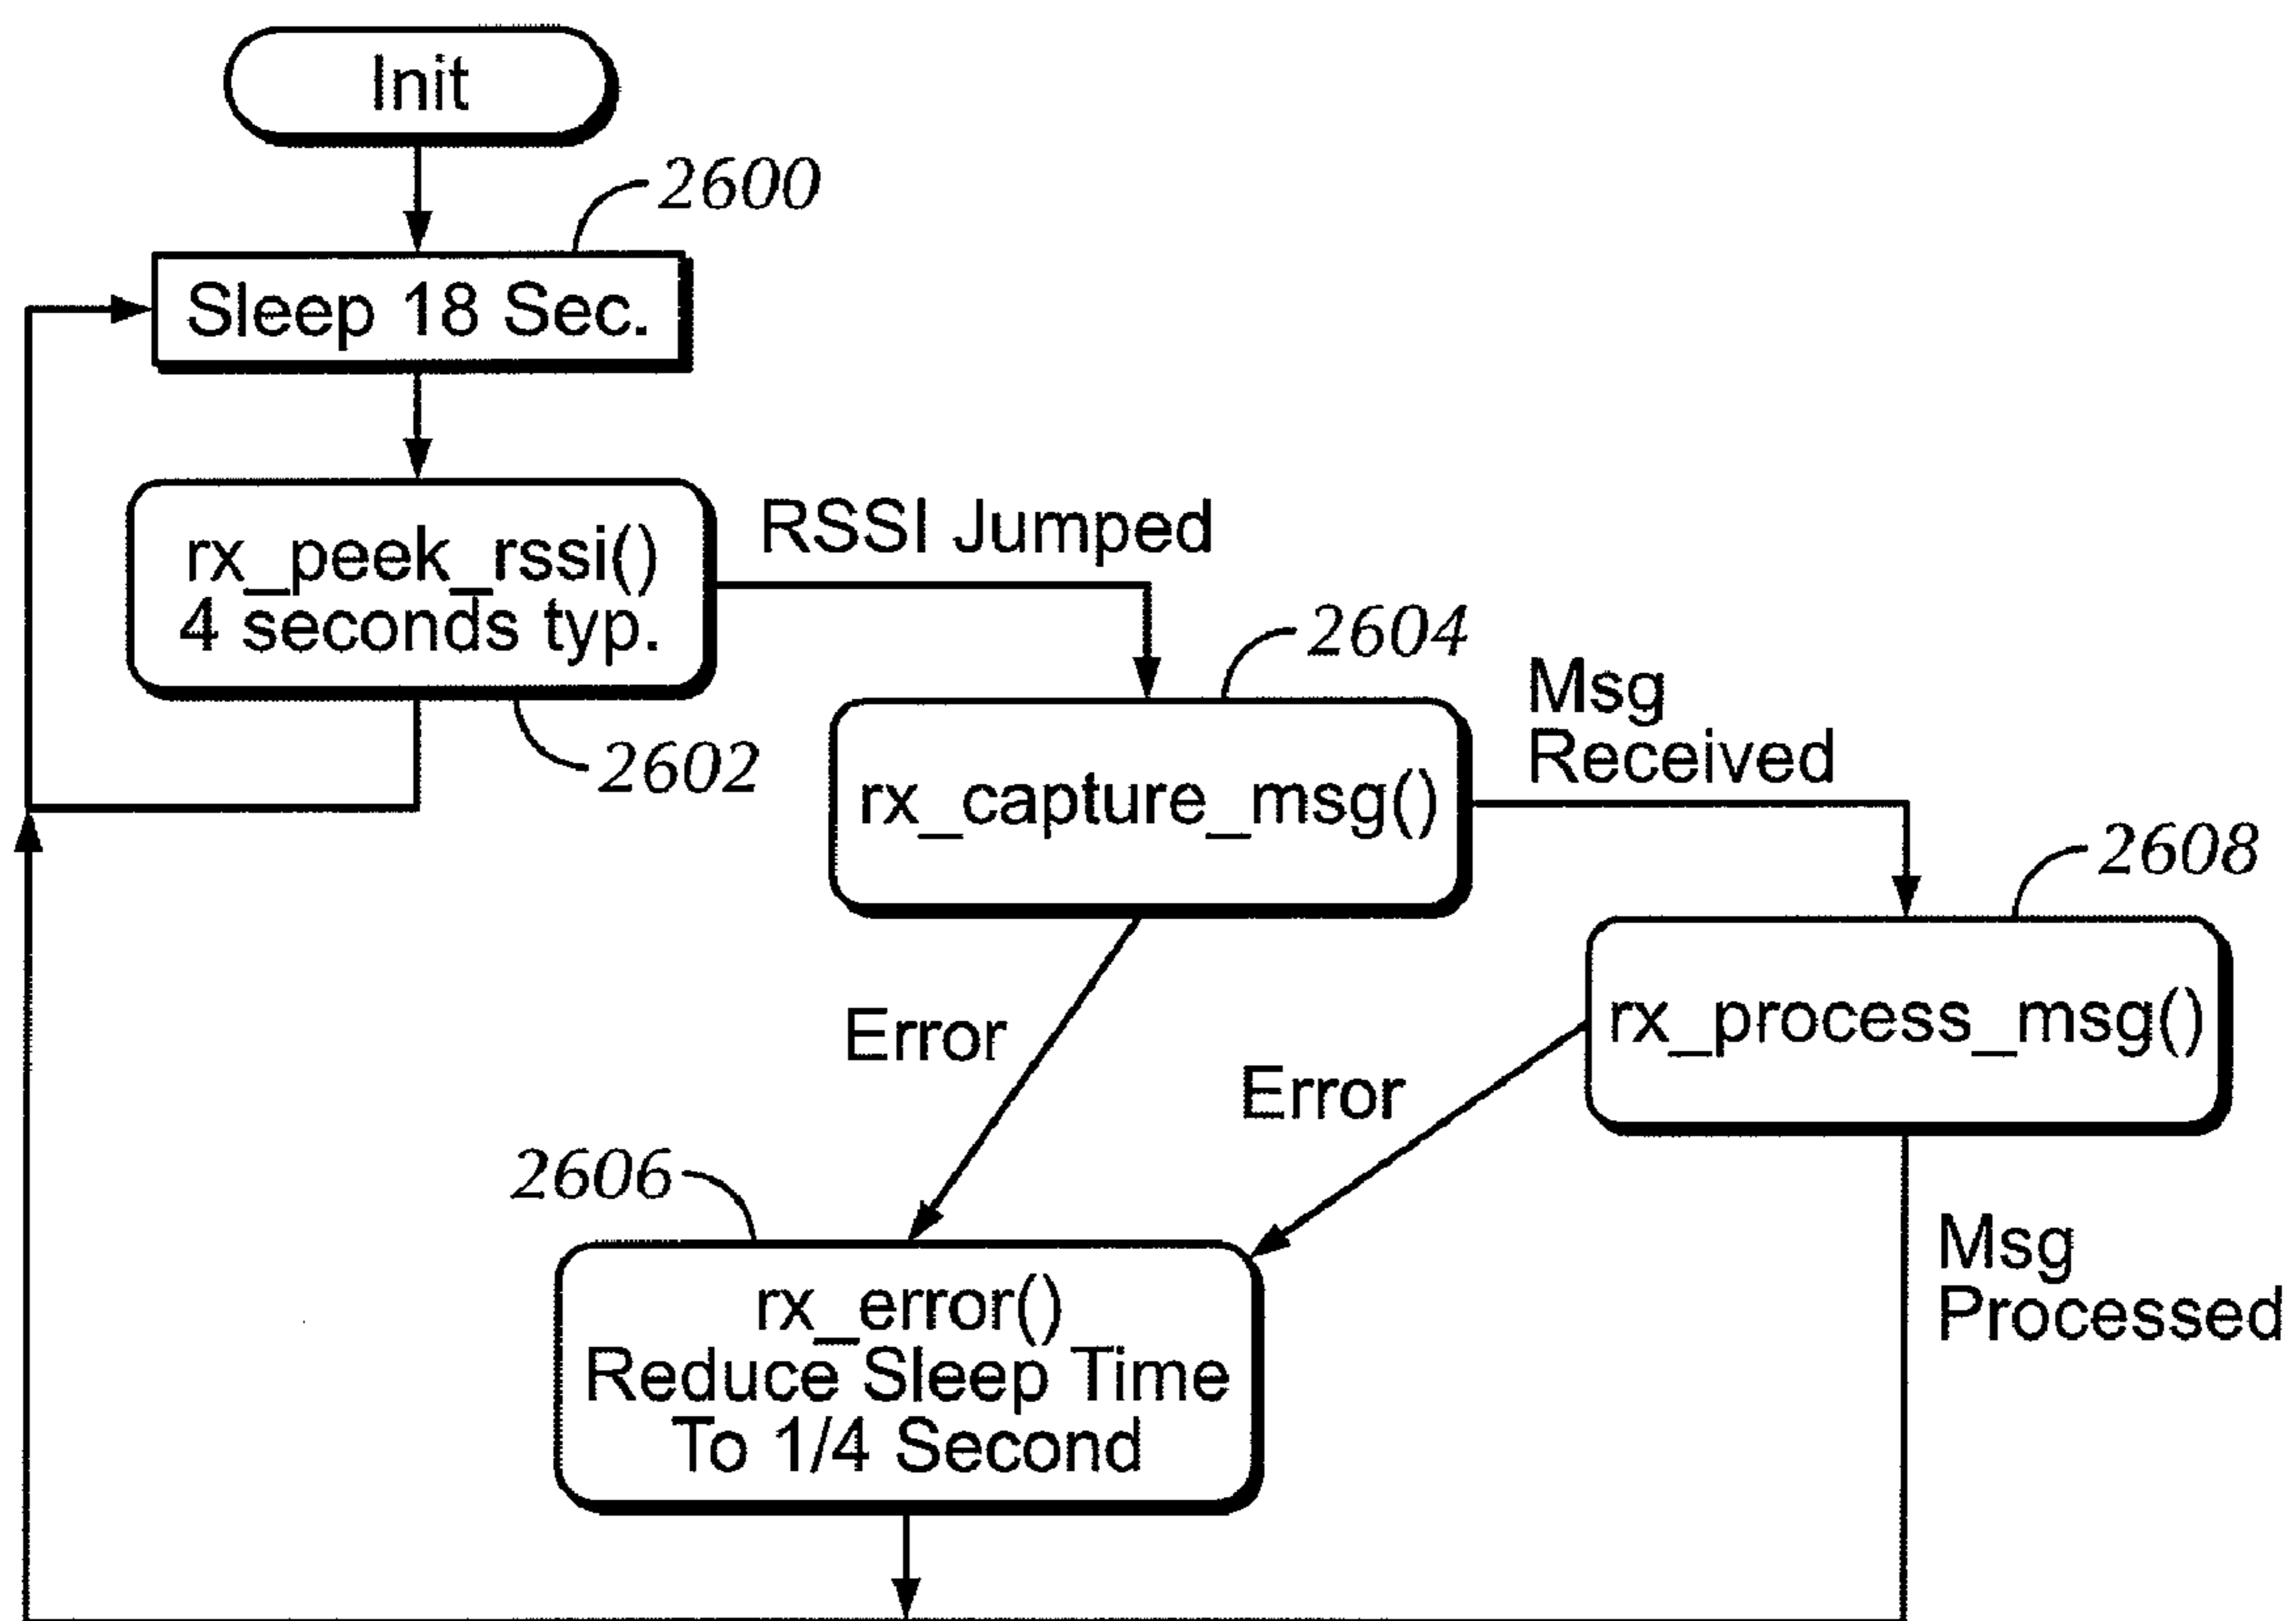 Init
2600
Sleep 18 Sec.
rx_peek_rssi()
4 seconds typ.
RSSI Jumped
2602
2604
rx_capture_msg()
Msg
Received
2608
rx_process_msg()
Error
Error
2606
rx_error()
Reduce Sleep Time
To 1/4 Second
Msg
Processed